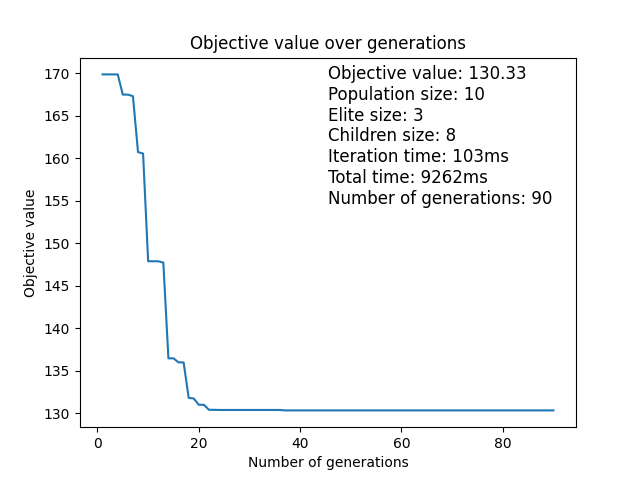 Objective value over generations
Objective value: 130.33
Population size: 10
Elite size: 3
Children size: 8
Iteration time: 103ms
Total time: 9262ms
Number of generations: 90
Objective value
170
165
160
155
150
145
140
135
130
0 20 40 60 80
Number of generations